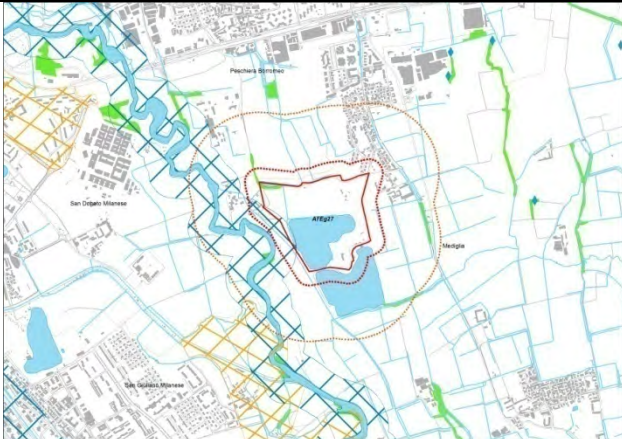 Peschiera Borromeo
ATEg27
San Donato Milanese
Mediglia
San Giuliano Milanese